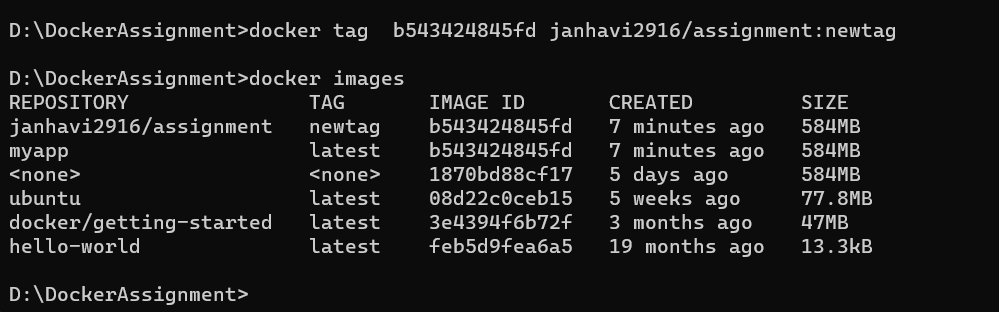 D:\DockerAssignment>docker tag  b543424845fd janhavi2916/assignment:newtag
D:\DockerAssignment>docker images
REPOSITORY               TAG       IMAGE ID       CREATED         SIZE
janhavi2916/assignment   newtag    b543424845fd   7 minutes ago   584MB
myapp                    latest    b543424845fd   7 minutes ago   584MB
<none>                   <none>    1870bd88cf17   5 days ago      584MB
ubuntu                   latest    08d22c0ceb15   5 weeks ago     77.8MB
docker/getting-started   latest    3e4394f6b72f   3 months ago    47MB
hello-world              latest    feb5d9fea6a5   19 months ago   13.3kB
D:\DockerAssignment>